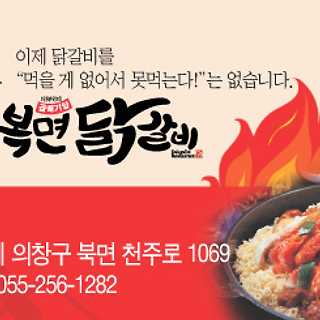 이제 닭갈비를
“먹을 게 없어서 못먹는다!”는 없습니다.
북면 닭갈비
의창구 북면 천주로 1069
055-256-1282